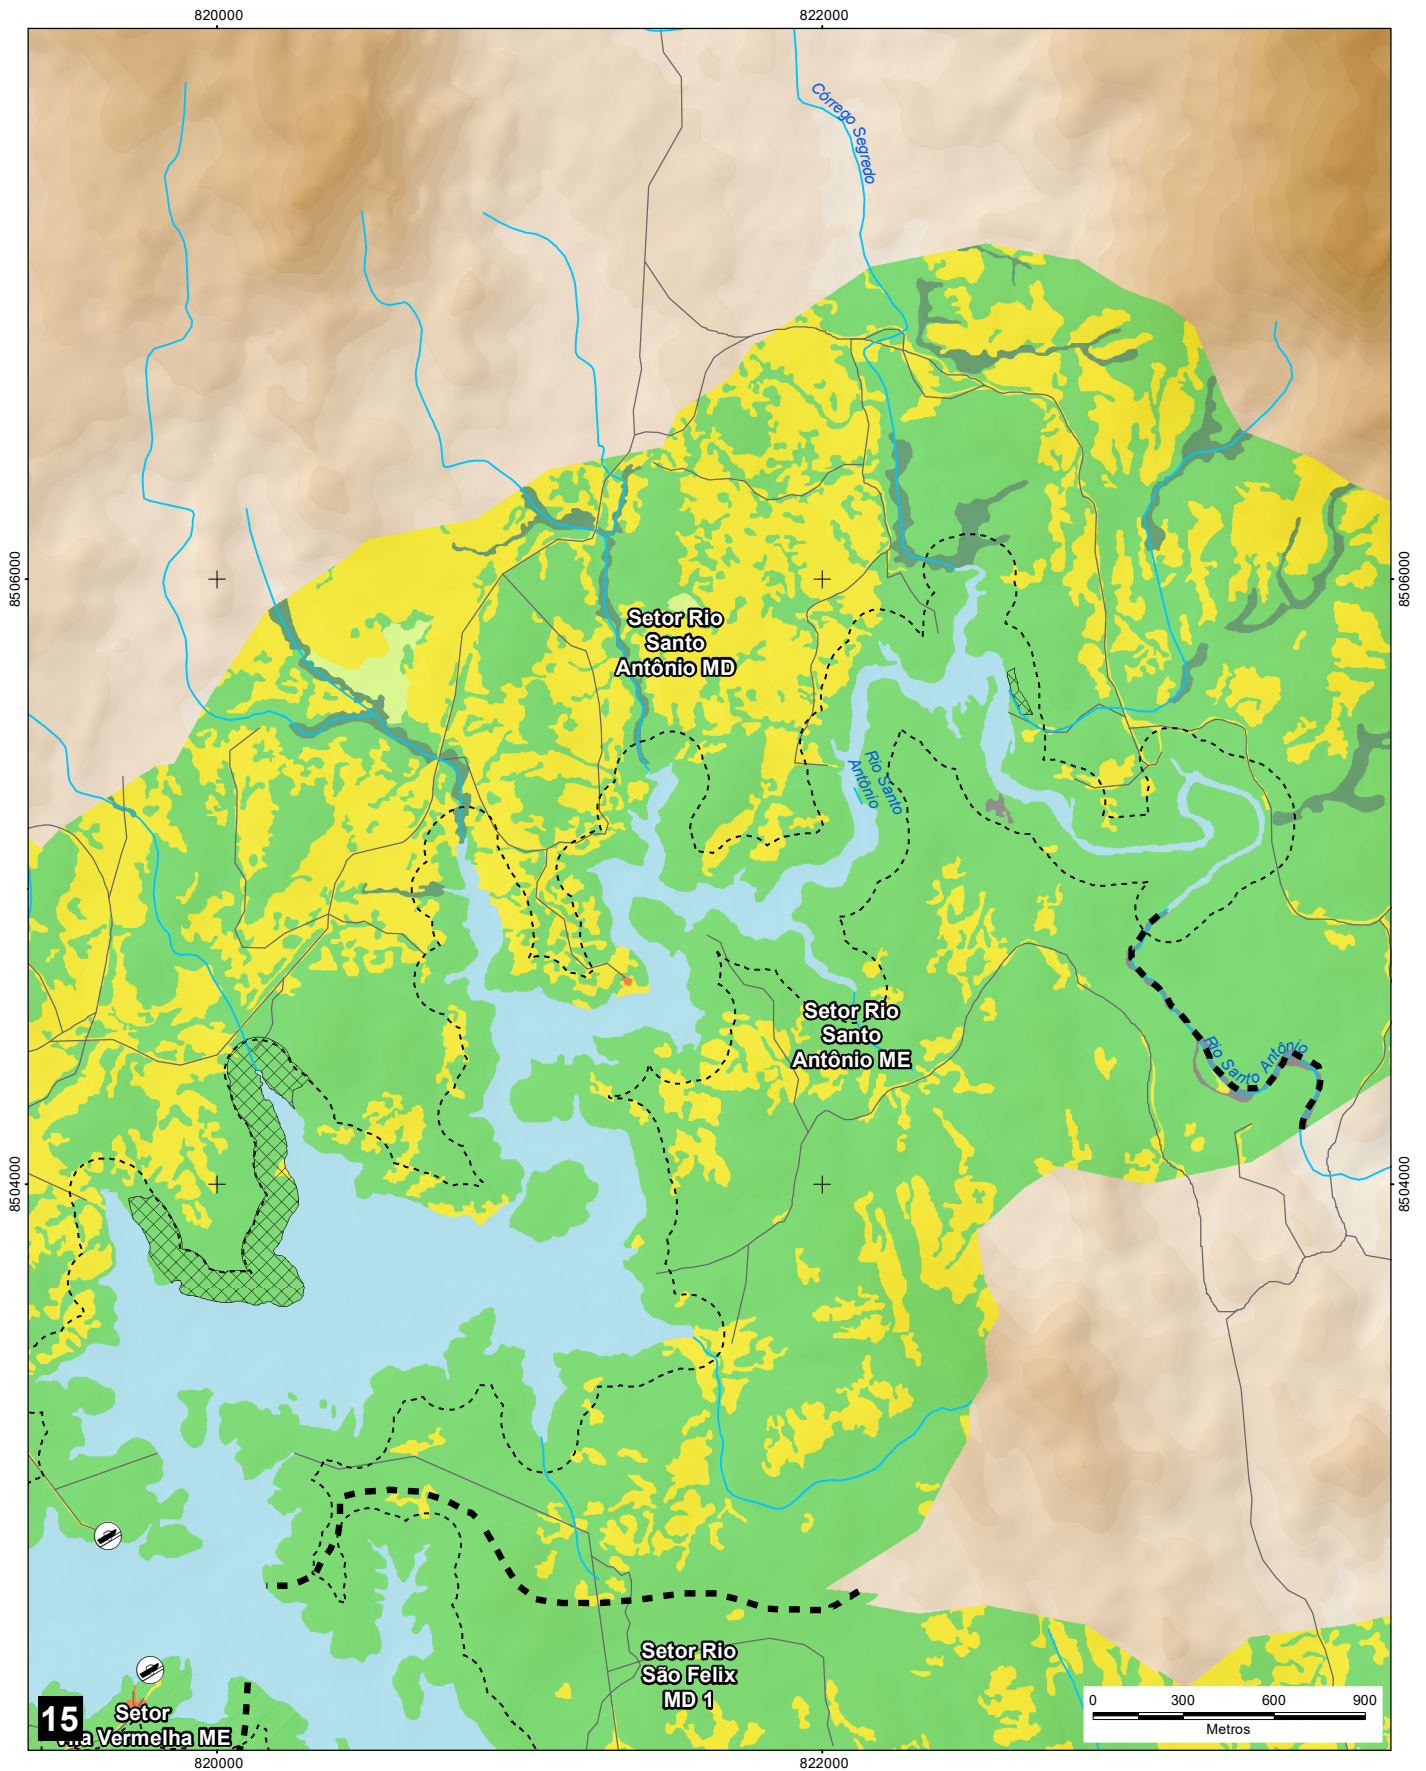 820000
822000
Córrego Segredo
8506000
8506000
Setor Rio
Santo
Antônio MD
Rio Santo
Antônio
Setor Rio
Santo
Antônio ME
Rio Santo Antônio
8504000
8504000
Setor Rio
São Felix
MD 1
15
Setor
Vila Vermelha ME
0 300 600 900
Metros
820000
822000